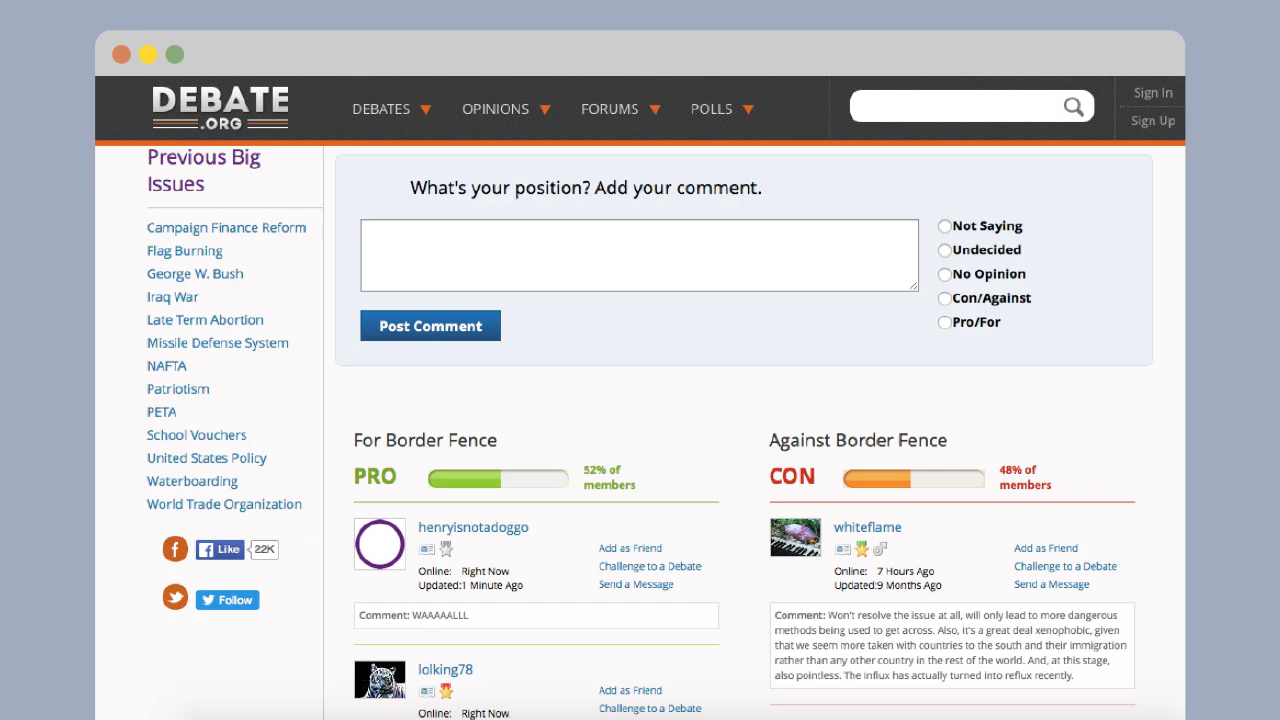 DEBATE
.ORG
DEBATES
OPINIONS
FORUMS
POLLS
Sign In
Sign Up
Previous Big
Issues
Campaign Finance Reform
Flag Burning
George W. Bush
Iraq War
Late Term Abortion
Missile Defense System
NAFTA
Patriotism
PETA
School Vouchers
United States Policy
Waterboarding
World Trade Organization
f Like 22K
Follow
What's your position? Add your comment.
Not Saying
Undecided
No Opinion
Con/Against
Pro/For
Post Comment
For Border Fence
PRO
52% of
members
henryisnotadoggo
Online: Right Now
Updated:1 Minute Ago
Add as Friend
Challenge to a Debate
Send a Message
Comment: WAAAAALLL
lolking78
Online: Right Now
Add as Friend
Challenge to a Debate
Against Border Fence
CON
48% of
members
whiteflame
Online: 7 Hours Ago
Updated:9 Months Ago
Add as Friend
Challenge to a Debate
Send a Message
Comment: Won't resolve the issue at all, will only lead to more dangerous
methods being used to get across. Also, it's a great deal xenophobic, given
that we seem more taken with countries to the south and their immigration
rather than any other country in the rest of the world. And, at this stage,
also pointless. The influx has actually turned into reflux recently.